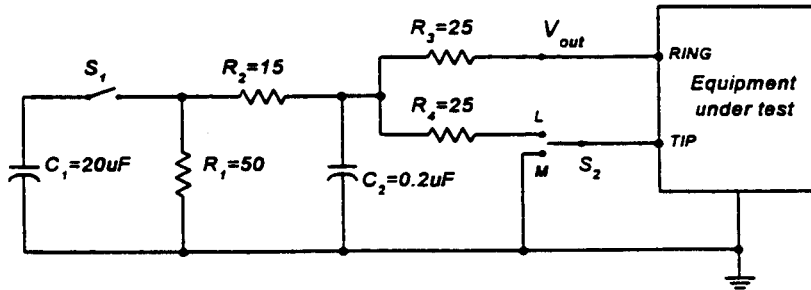 R3=25
Vout
RING
S1
R2=15
Equipment
under test
R4=25
L
TIP
C1=20uF
R1=50
C2=0.2uF
M
S2